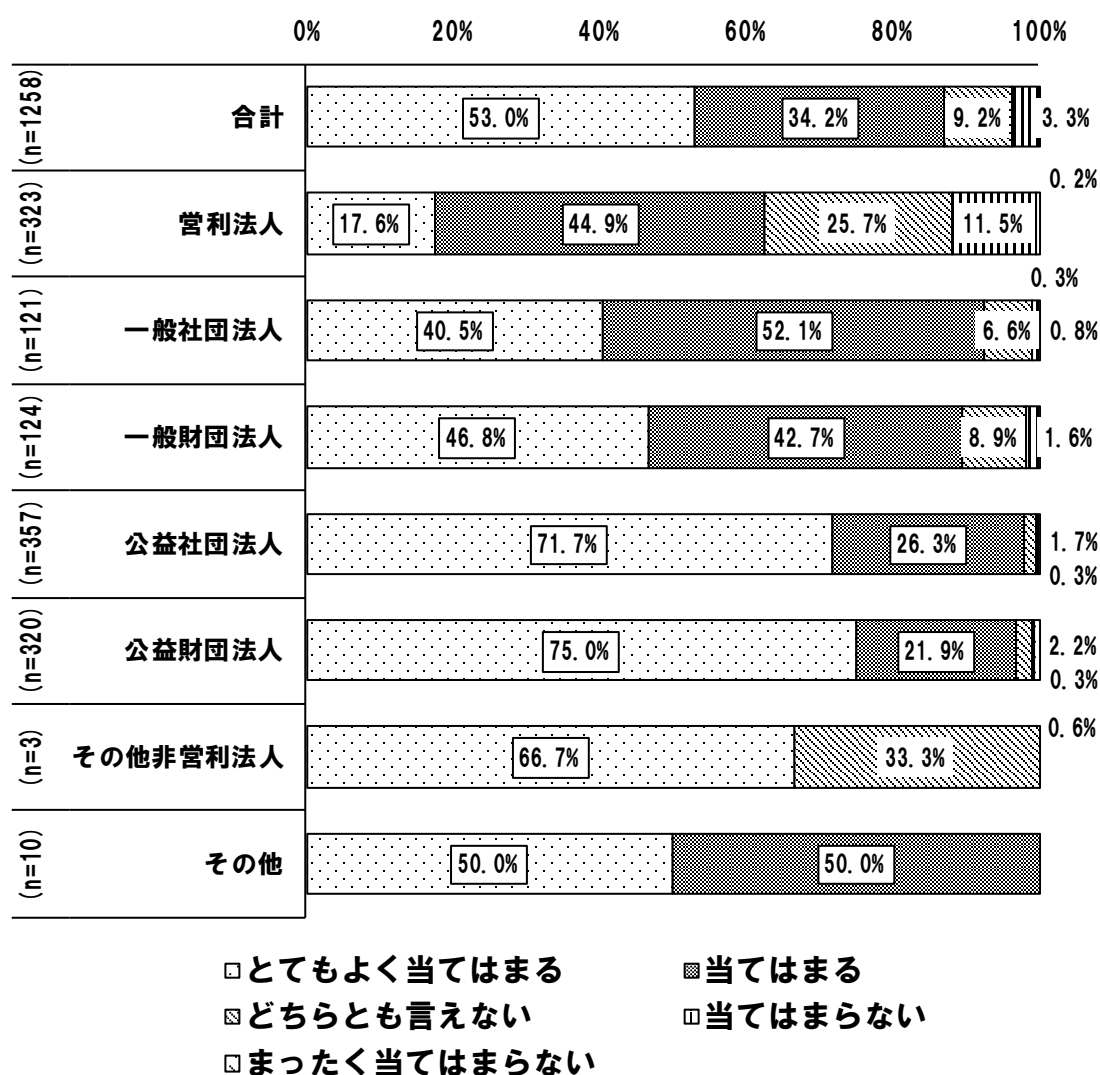 0% 20% 40% 60% 80% 100%
(n=1258) 合計 53.0% 34.2% 9.2% 3.3%
0.2%
(n=323) 営利法人 17.6% 44.9% 25.7% 11.5%
0.3%
(n=121) 一般社団法人 40.5% 52.1% 6.6% 0.8%
(n=124) 一般財団法人 46.8% 42.7% 8.9% 1.6%
(n=357) 公益社団法人 71.7% 26.3% 1.7%
0.3%
(n=320) 公益財団法人 75.0% 21.9% 2.2%
0.3%
0.6%
(n=3) その他非営利法人 66.7% 33.3%
(n=10) その他 50.0% 50.0%
とてもよく当てはまる 当てはまる
どちらとも言えない 当てはまらない
まったく当てはまらない